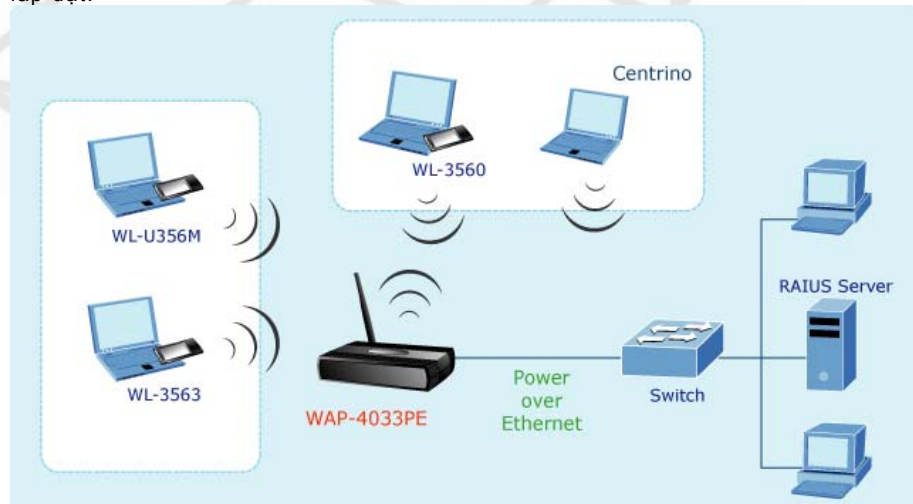 Centrino
WL-3560
WL-U356M
RAIUS Server
WL-3563
WAP-4033PE
Power
over
Ethernet
Switch